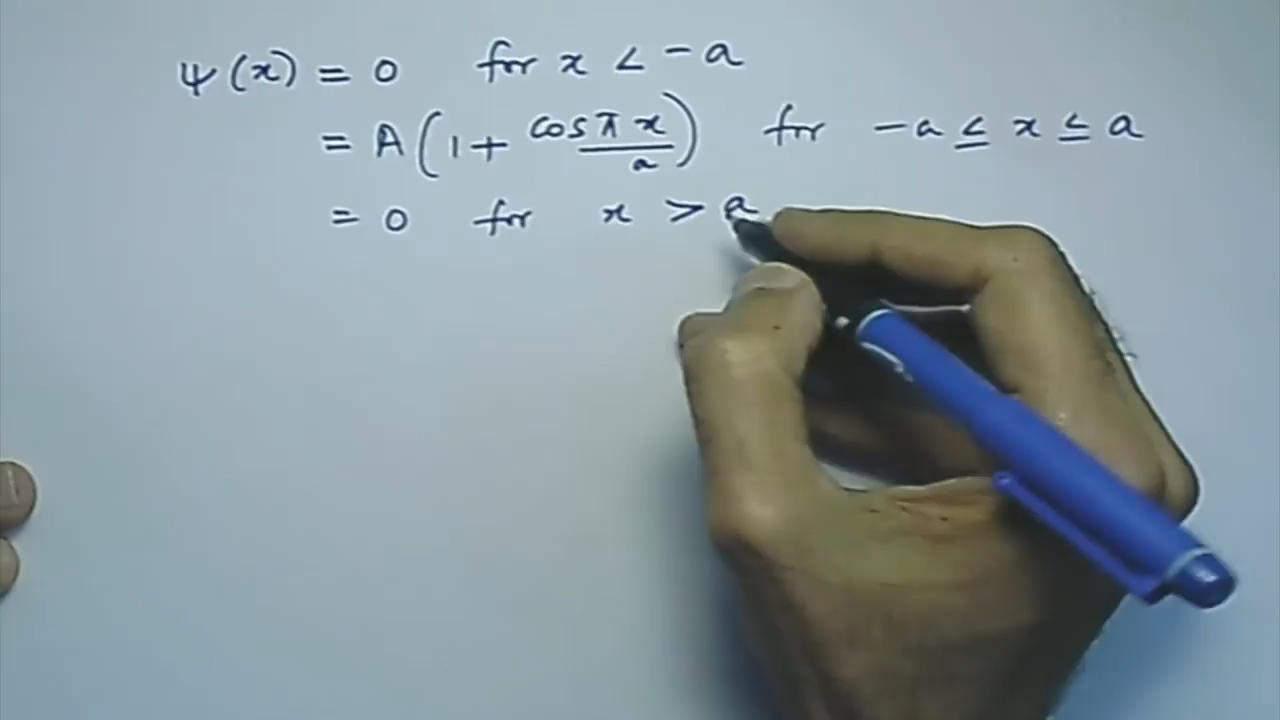 ψ(x) = 0 for x < -a
= A(1 + cos πx/a) for -a ≤ x ≤ a
= 0 for x > a